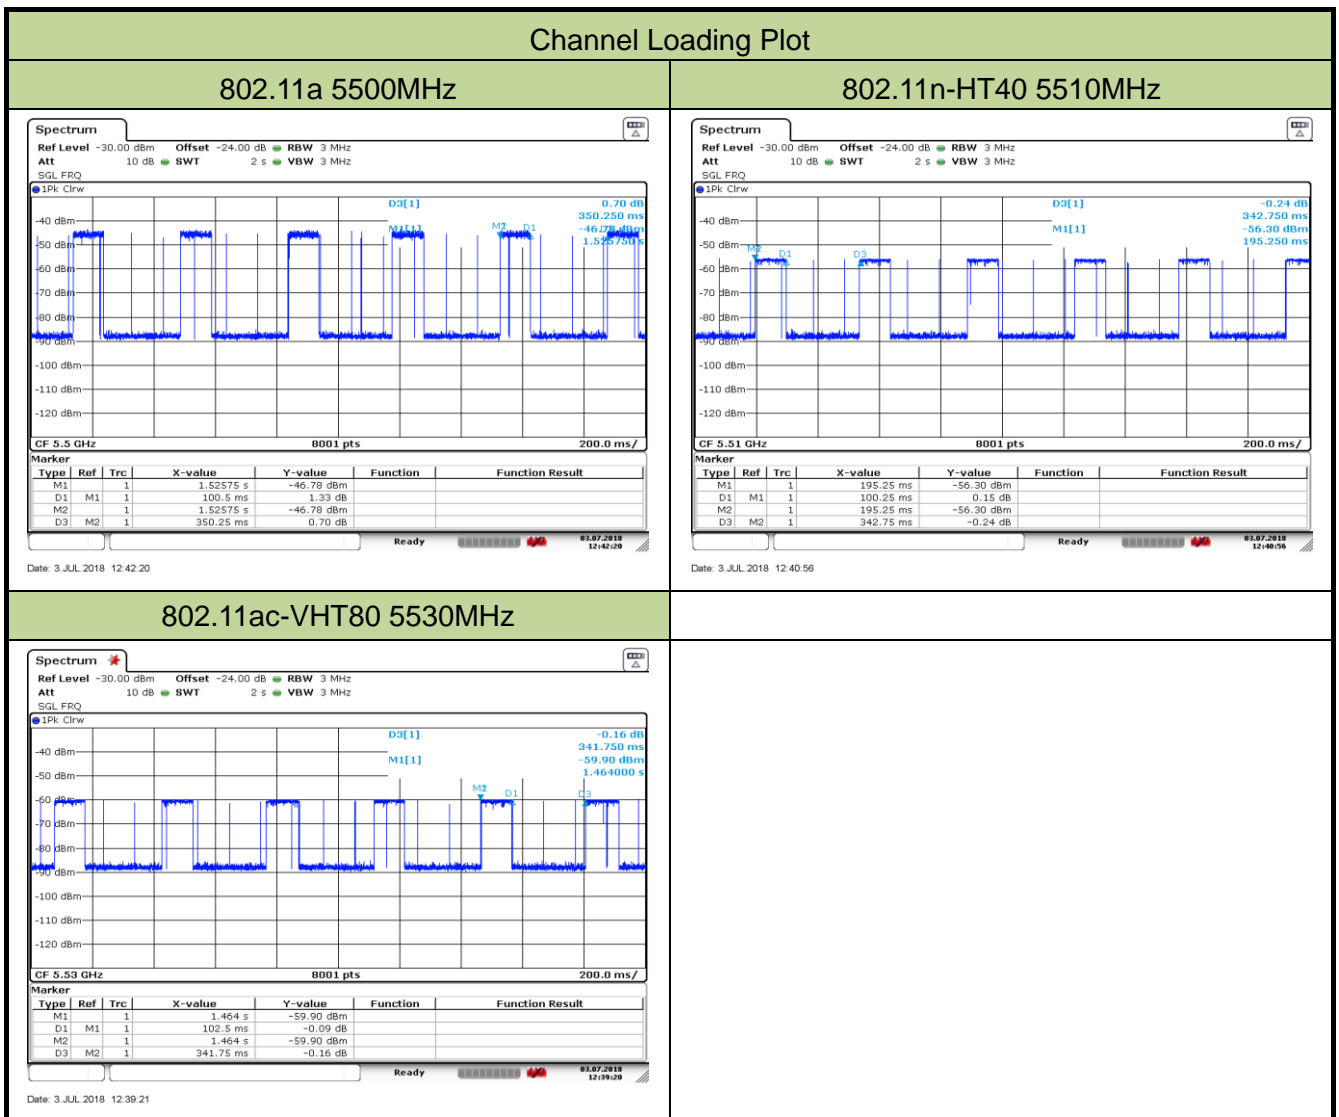 Channel Loading Plot
802.11a 5500MHz
802.11n-HT40 5510MHz
Spectrum
Ref Level -30.00 dBm Offset -24.00 dB RBW 3 MHz
Att 10 dB SWT 2 s VBW 3 MHz
SGL FRQ
1Pk Clrw
D3[1] 0.70 dB
350.250 ms
M1[1] -46.78 dBm
1.525750 s
M2 D1
-40 dBm
-50 dBm
-60 dBm
-70 dBm
-80 dBm
-90 dBm
-100 dBm
-110 dBm
-120 dBm
CF 5.5 GHz 8001 pts 200.0 ms/
Marker
Type Ref Trc X-value Y-value Function Function Result
M1 1 1.52575 s -46.78 dBm
D1 M1 1 100.5 ms 1.33 dB
M2 1 1.52575 s -46.78 dBm
D3 M2 1 350.25 ms 0.70 dB
Ready 03.07.2018
12:42:20
Date: 3.JUL.2018 12:42:20
Spectrum
Ref Level -30.00 dBm Offset -24.00 dB RBW 3 MHz
Att 10 dB SWT 2 s VBW 3 MHz
SGL FRQ
1Pk Clrw
D3[1] -0.24 dB
342.750 ms
M1[1] -56.30 dBm
195.250 ms
M2 D1 D3
-40 dBm
-50 dBm
-60 dBm
-70 dBm
-80 dBm
-90 dBm
-100 dBm
-110 dBm
-120 dBm
CF 5.51 GHz 8001 pts 200.0 ms/
Marker
Type Ref Trc X-value Y-value Function Function Result
M1 1 195.25 ms -56.30 dBm
D1 M1 1 100.25 ms 0.15 dB
M2 1 195.25 ms -56.30 dBm
D3 M2 1 342.75 ms -0.24 dB
Ready 03.07.2018
12:40:56
Date: 3.JUL.2018 12:40:56
802.11ac-VHT80 5530MHz
Spectrum
Ref Level -30.00 dBm Offset -24.00 dB RBW 3 MHz
Att 10 dB SWT 2 s VBW 3 MHz
SGL FRQ
1Pk Clrw
D3[1] -0.16 dB
341.750 ms
M1[1] -59.90 dBm
1.464000 s
M2 D1 D3
-40 dBm
-50 dBm
-60 dBm
-70 dBm
-80 dBm
-90 dBm
-100 dBm
-110 dBm
-120 dBm
CF 5.53 GHz 8001 pts 200.0 ms/
Marker
Type Ref Trc X-value Y-value Function Function Result
M1 1 1.464 s -59.90 dBm
D1 M1 1 102.5 ms -0.09 dB
M2 1 1.464 s -59.90 dBm
D3 M2 1 341.75 ms -0.16 dB
Ready 03.07.2018
12:39:20
Date: 3.JUL.2018 12:39:21